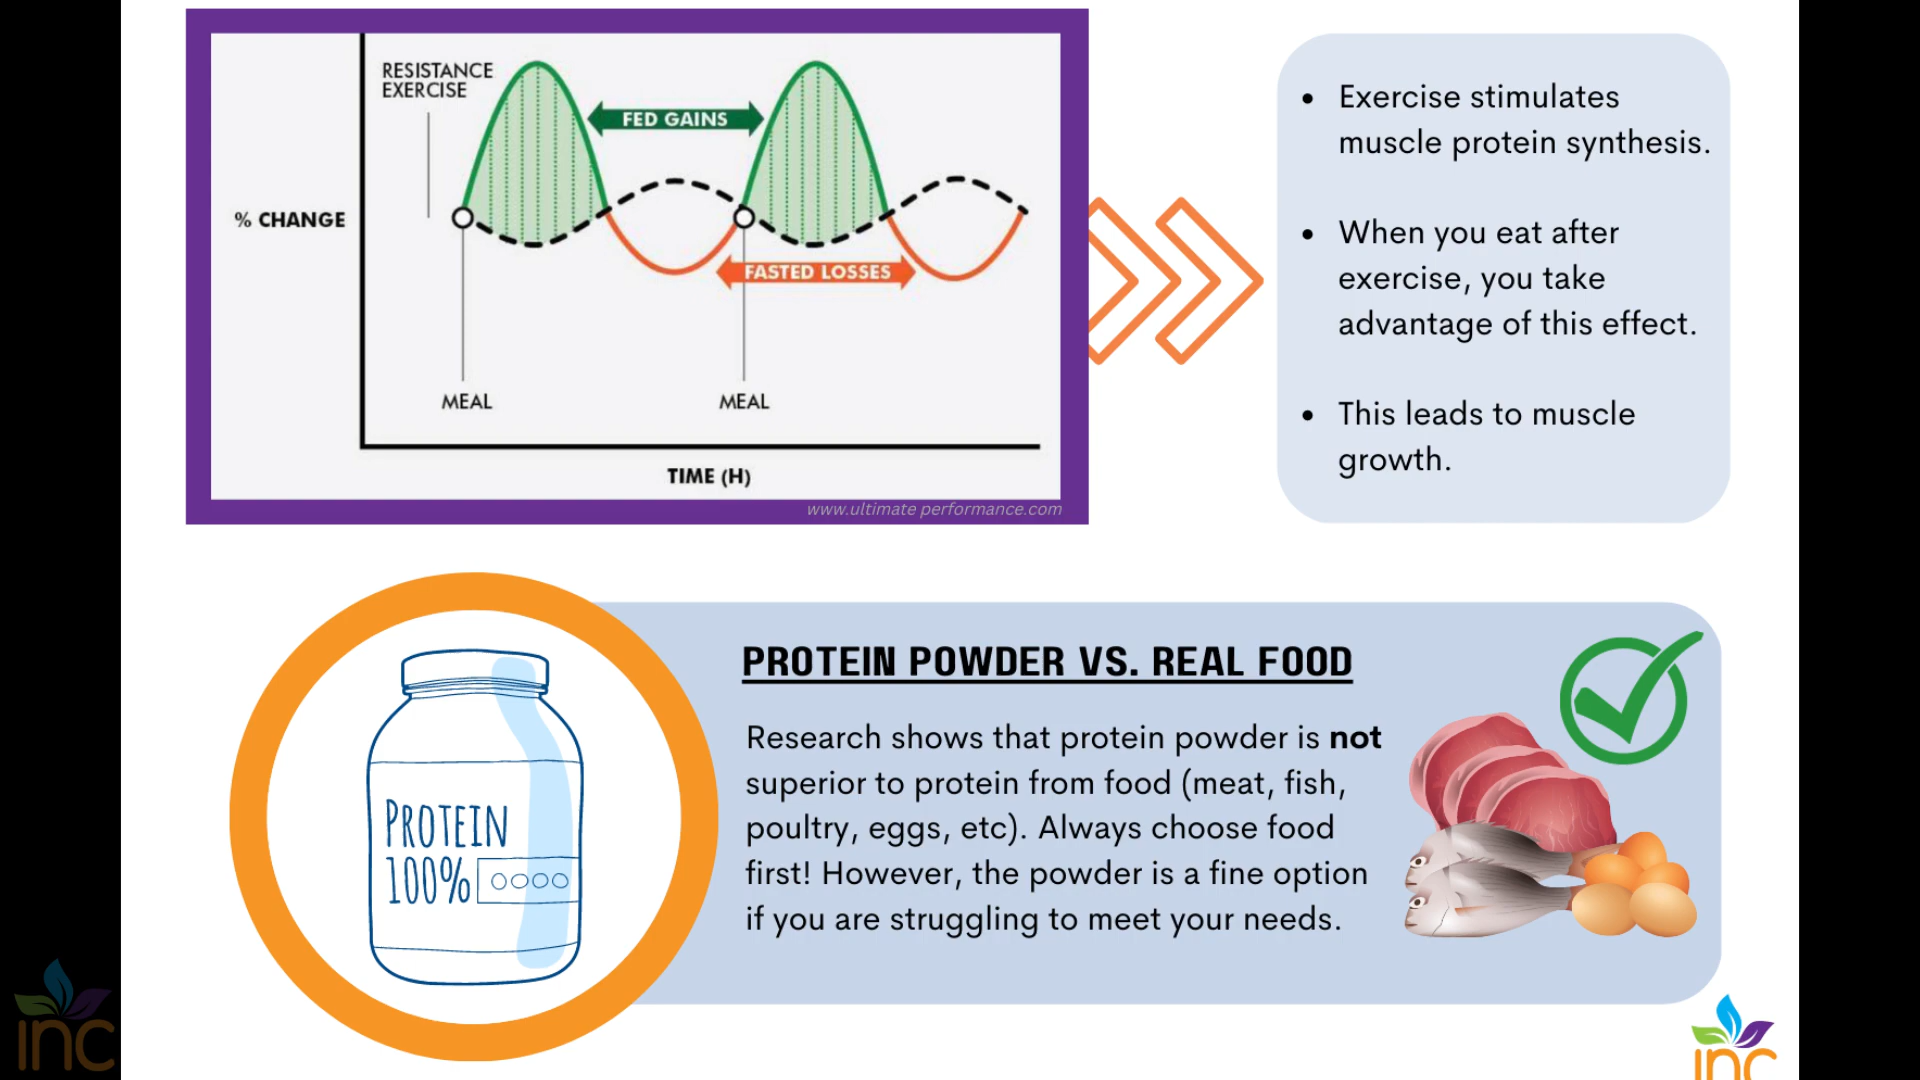 RESISTANCE
EXERCISE
FED GAINS
% CHANGE
FASTED LOSSES
MEAL
MEAL
TIME (H)
www.ultimate performance.com
• Exercise stimulates
muscle protein synthesis.
• When you eat after
exercise, you take
advantage of this effect.
• This leads to muscle
growth.
PROTEIN POWDER VS. REAL FOOD
Research shows that protein powder is not
superior to protein from food (meat, fish,
poultry, eggs, etc). Always choose food
first! However, the powder is a fine option
if you are struggling to meet your needs.
PROTEIN
100%
inc
inc